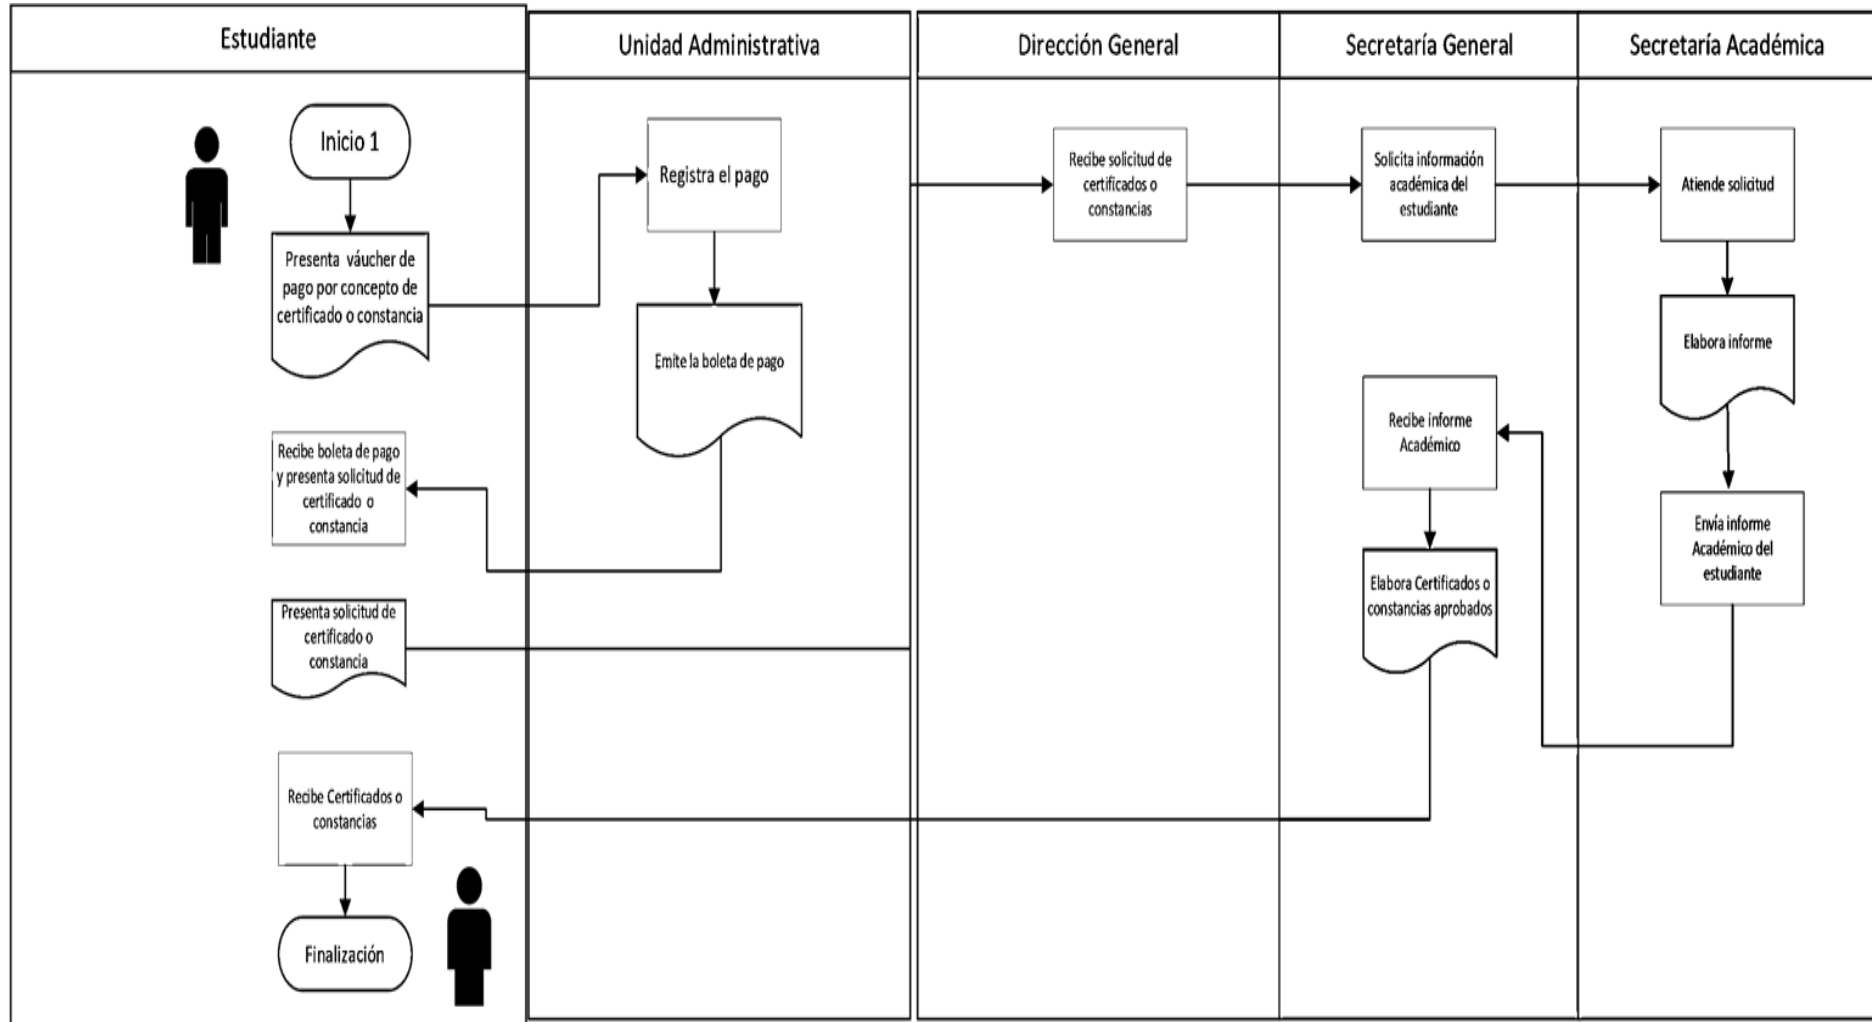 Estudiante
Unidad Administrativa
Dirección General
Secretaría General
Secretaría Académica
Inicio 1
Presenta váucher de
pago por concepto de
certificado o constancia
Recibe boleta de pago
y presenta solicitud de
certificado o
constancia
Presenta solicitud de
certificado o
constancia
Recibe Certificados o
constancias
Finalización
Registra el pago
Emite la boleta de pago
Recibe solicitud de
certificados o
constancias
Solicita información
académica del
estudiante
Recibe informe
Académico
Elabora Certificados o
constancias aprobados
Atiende solicitud
Elabora informe
Envía informe
Académico del
estudiante